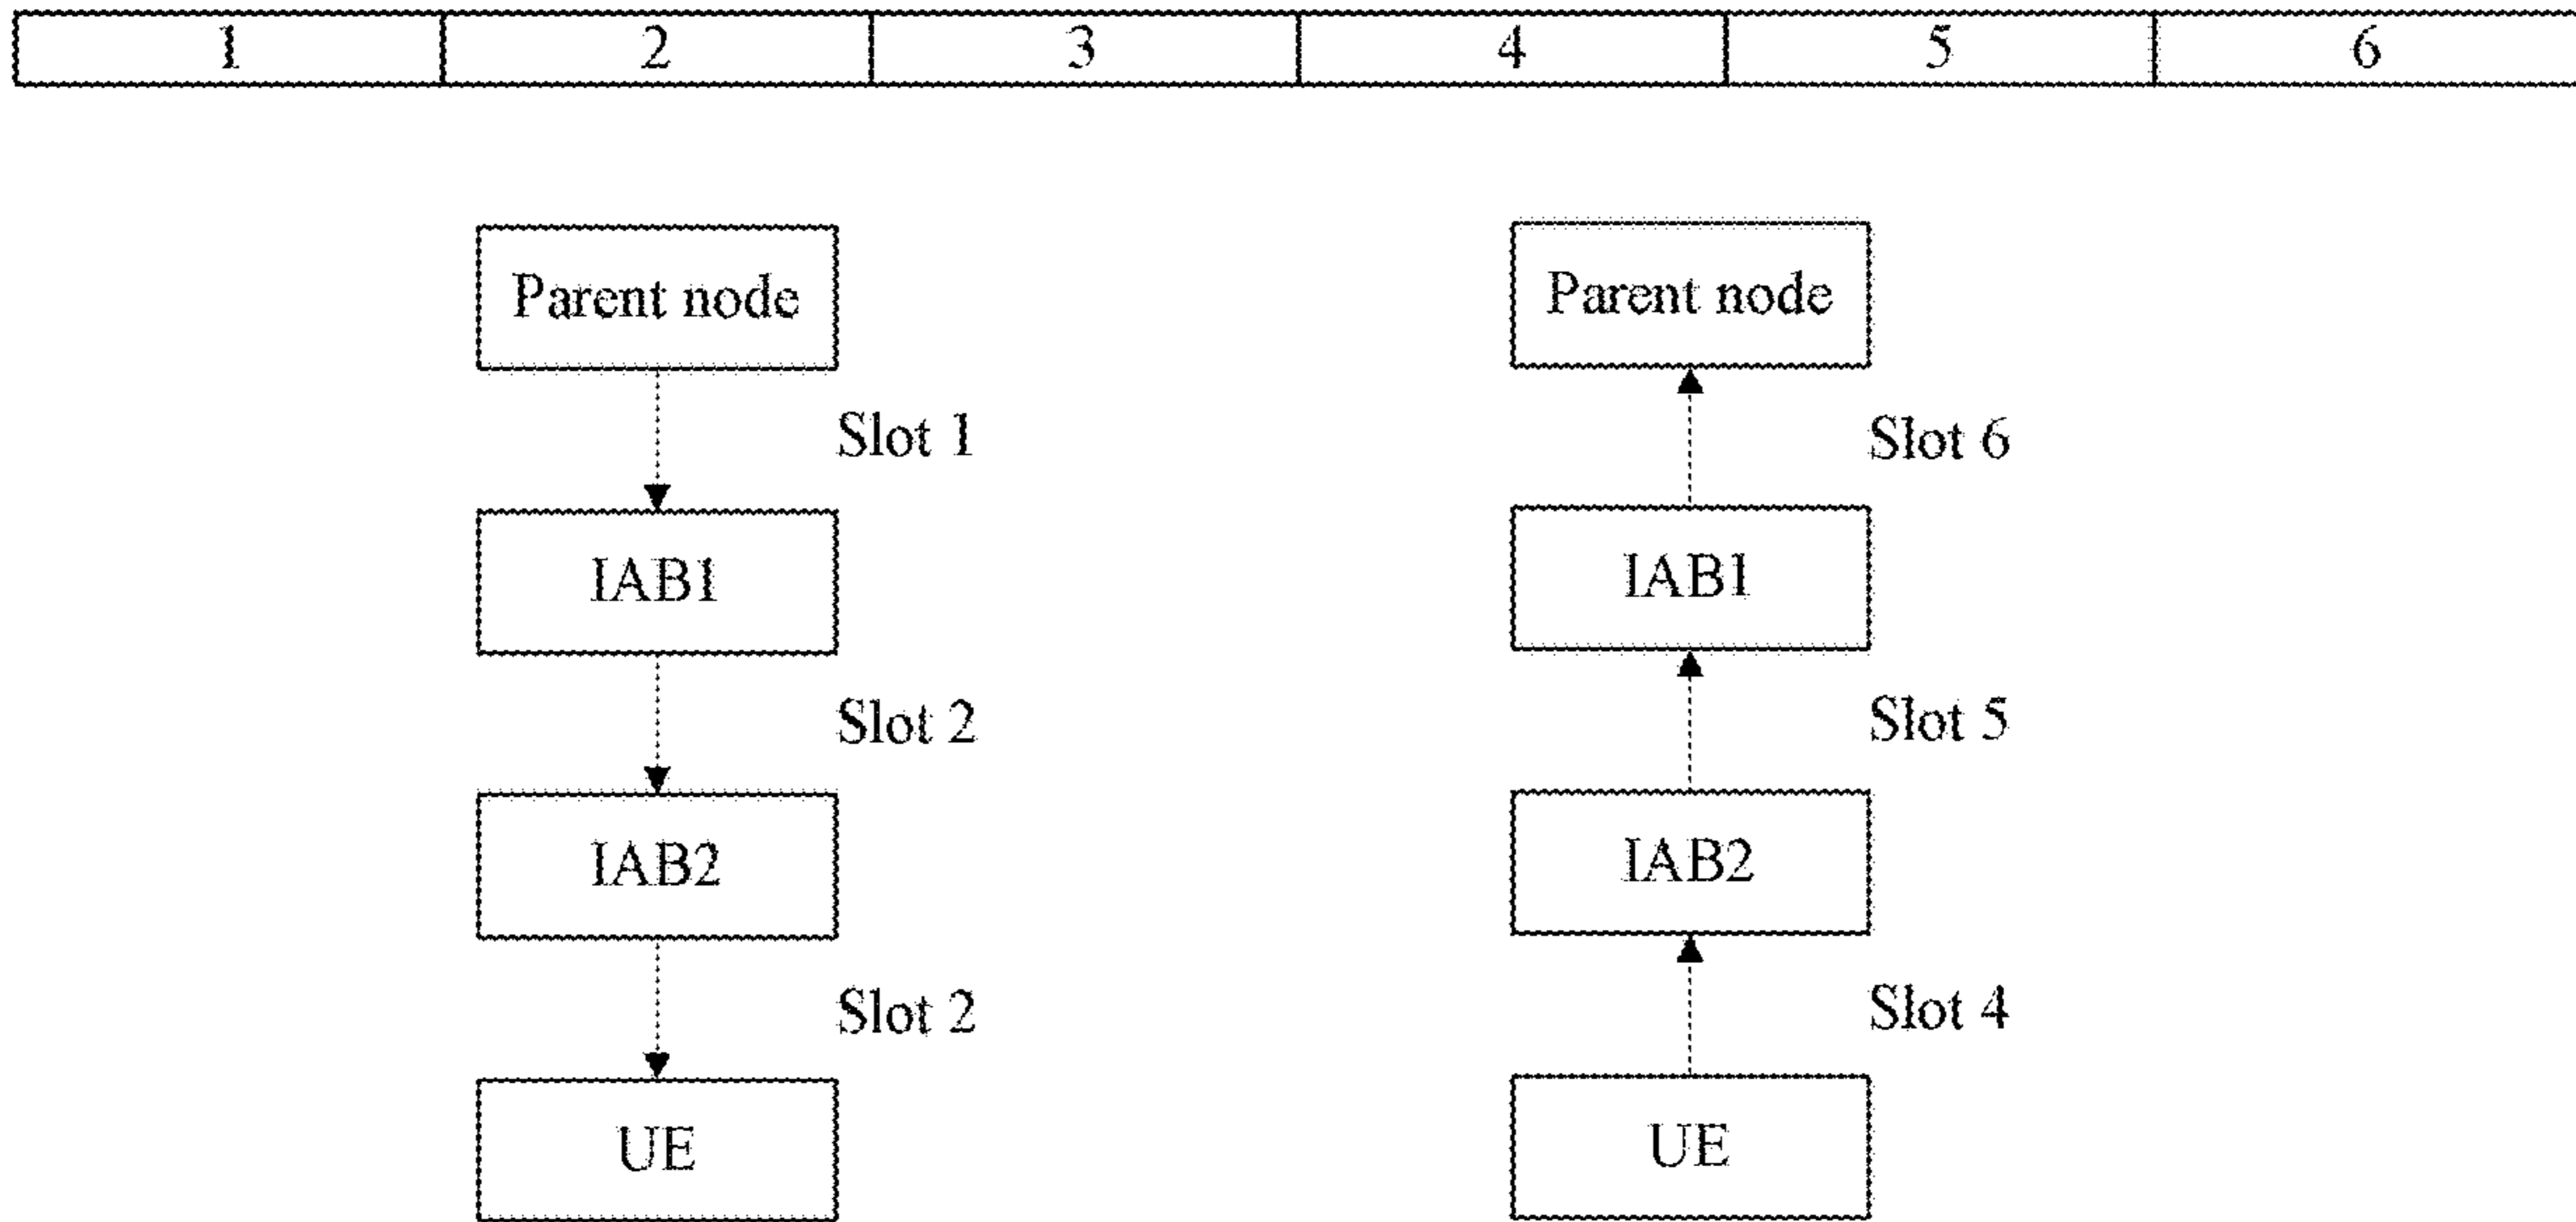 1 2 3 4 5 6
Parent node
Slot 1
IAB1
Slot 2
IAB2
Slot 2
UE
Parent node
Slot 6
IAB1
Slot 5
IAB2
Slot 4
UE